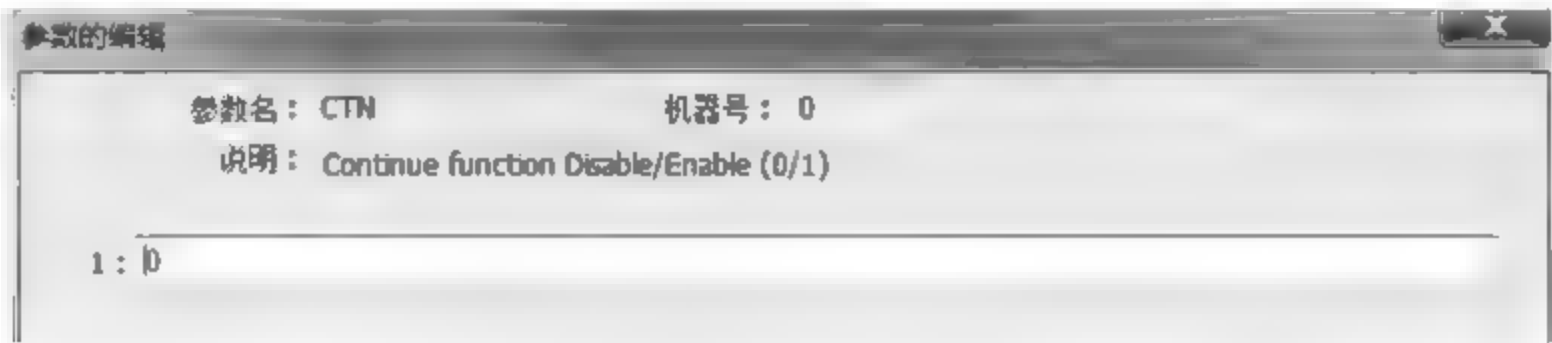 参数的编辑
参数名： CTN 机器号： 0
说明： Continue function Disable/Enable (0/1)
1： 0